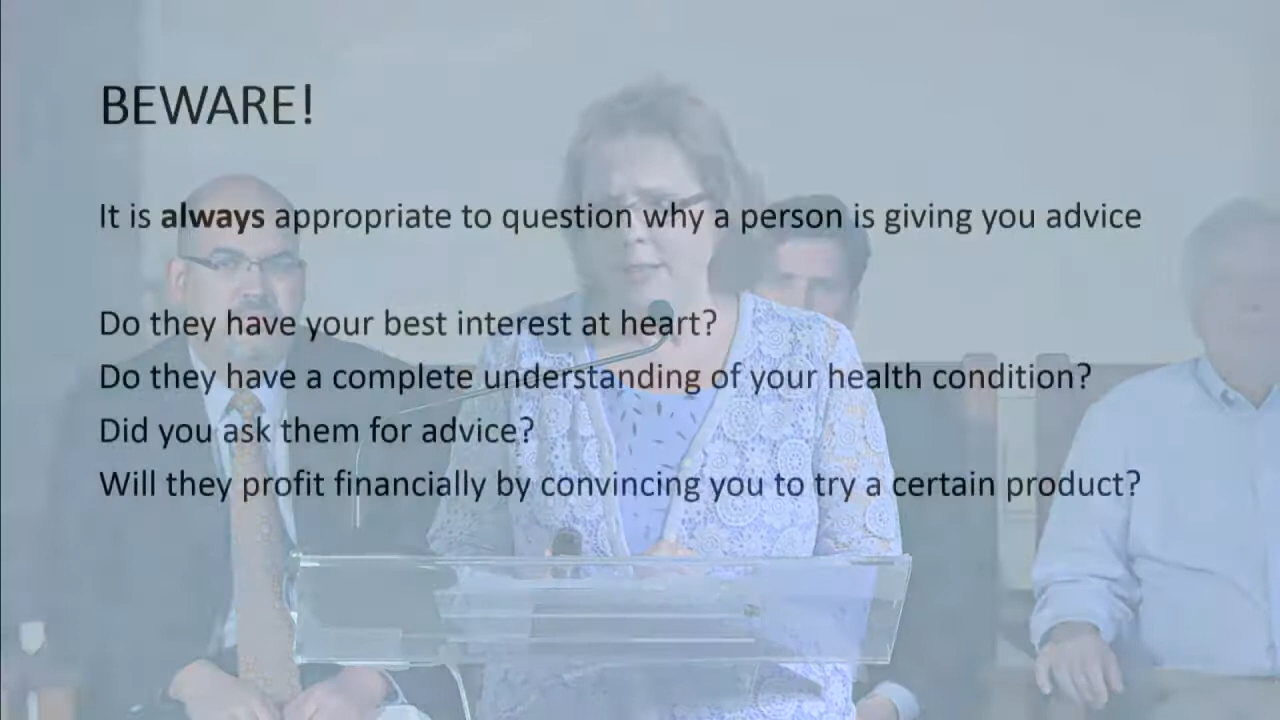 BEWARE!
It is always appropriate to question why a person is giving you advice
Do they have your best interest at heart?
Do they have a complete understanding of your health condition?
Did you ask them for advice?
Will they profit financially by convincing you to try a certain product?